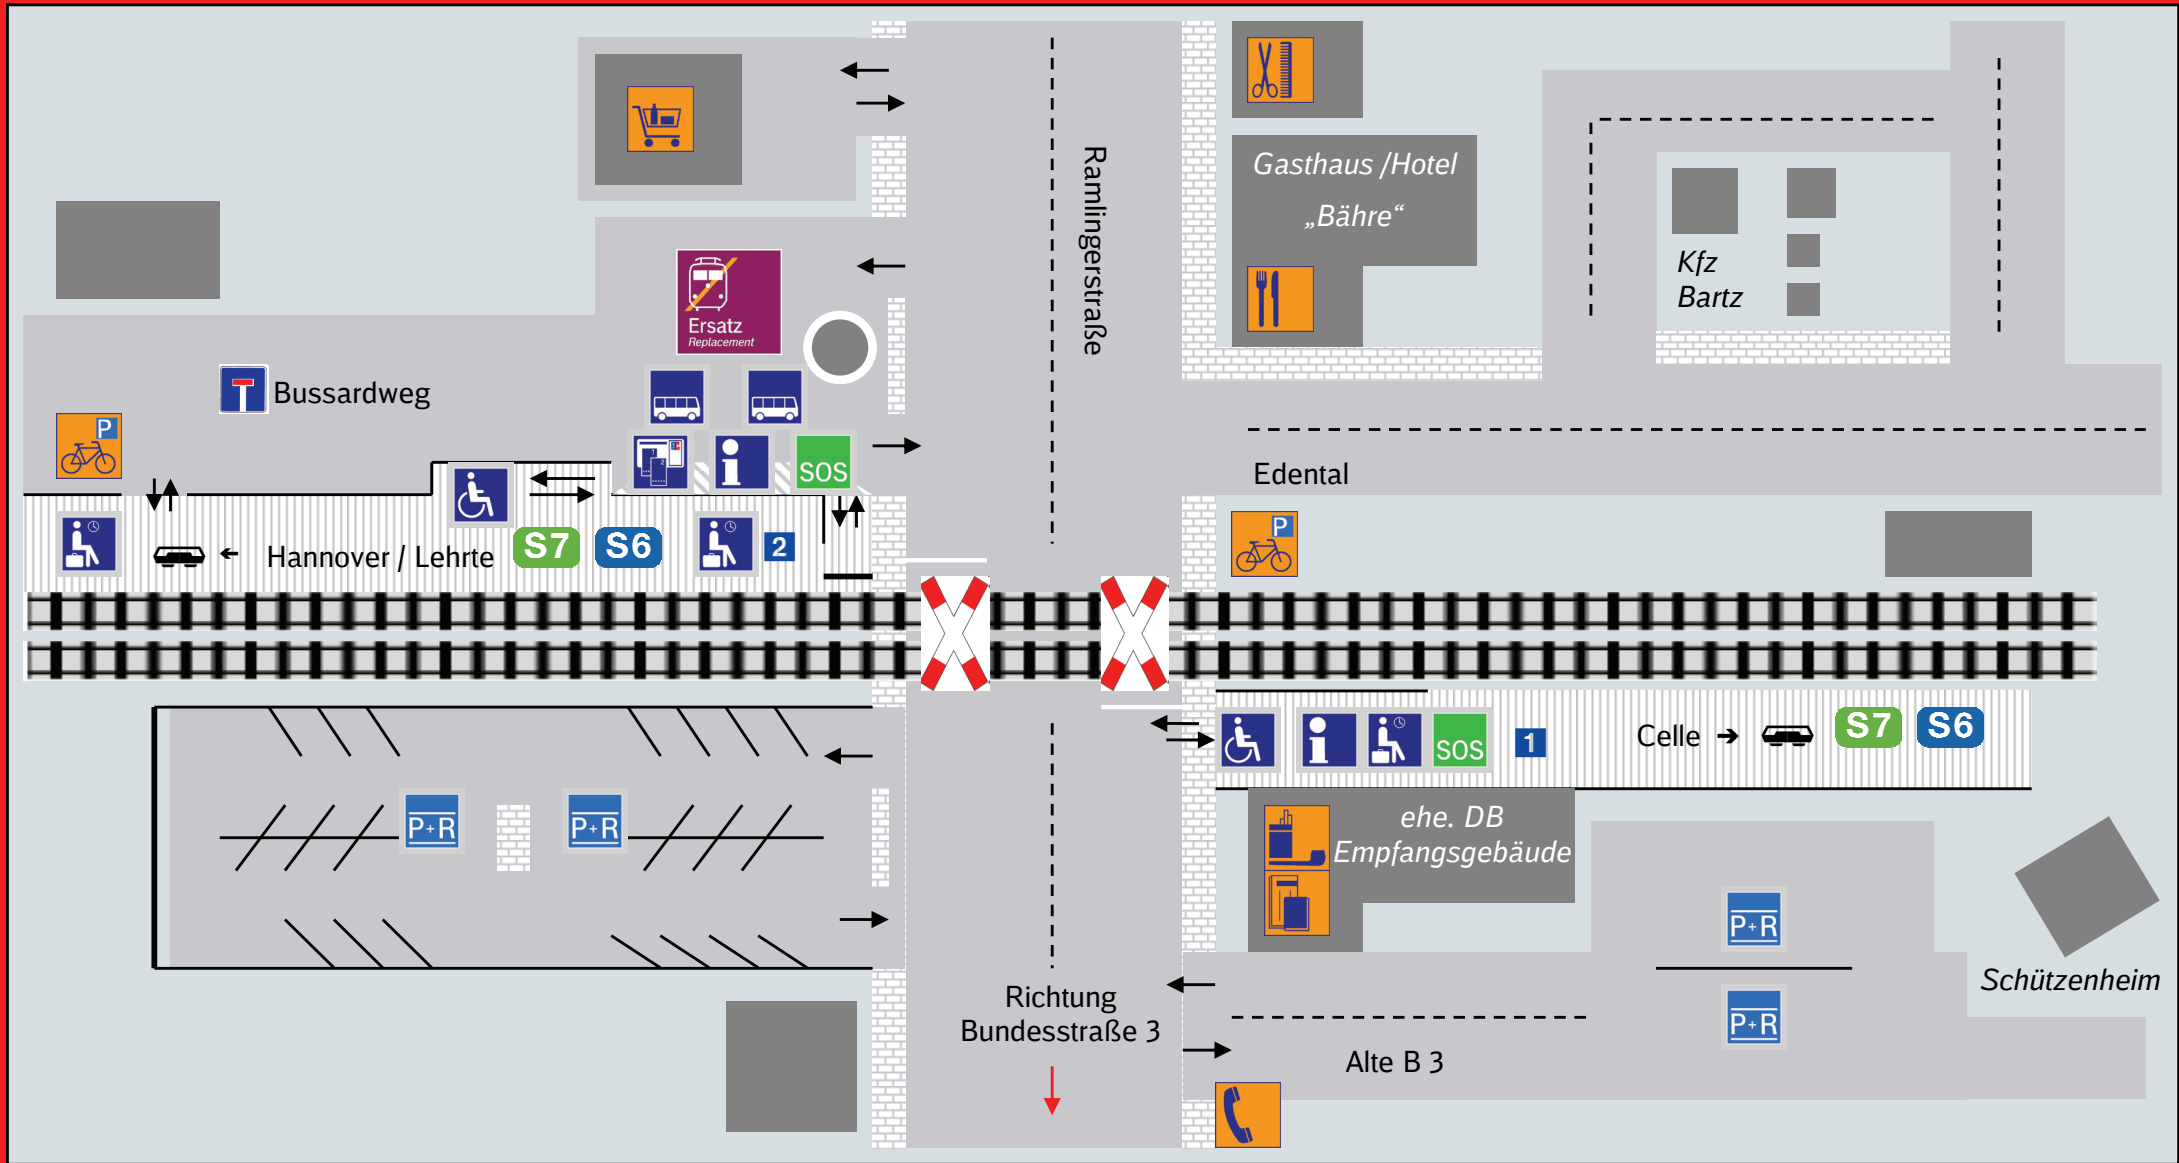 Ramlingerstraße
Gasthaus /Hotel
„Bähre“
Kfz
Bartz
Ersatz
Replacement
Bussardweg
P
SOS
Edental
P
Hannover / Lehrte
S7
S6
2
SOS
1
Celle
S7
S6
P+R
P+R
ehe. DB
Empfangsgebäude
P+R
Schützenheim
P+R
Richtung
Bundesstraße 3
Alte B 3